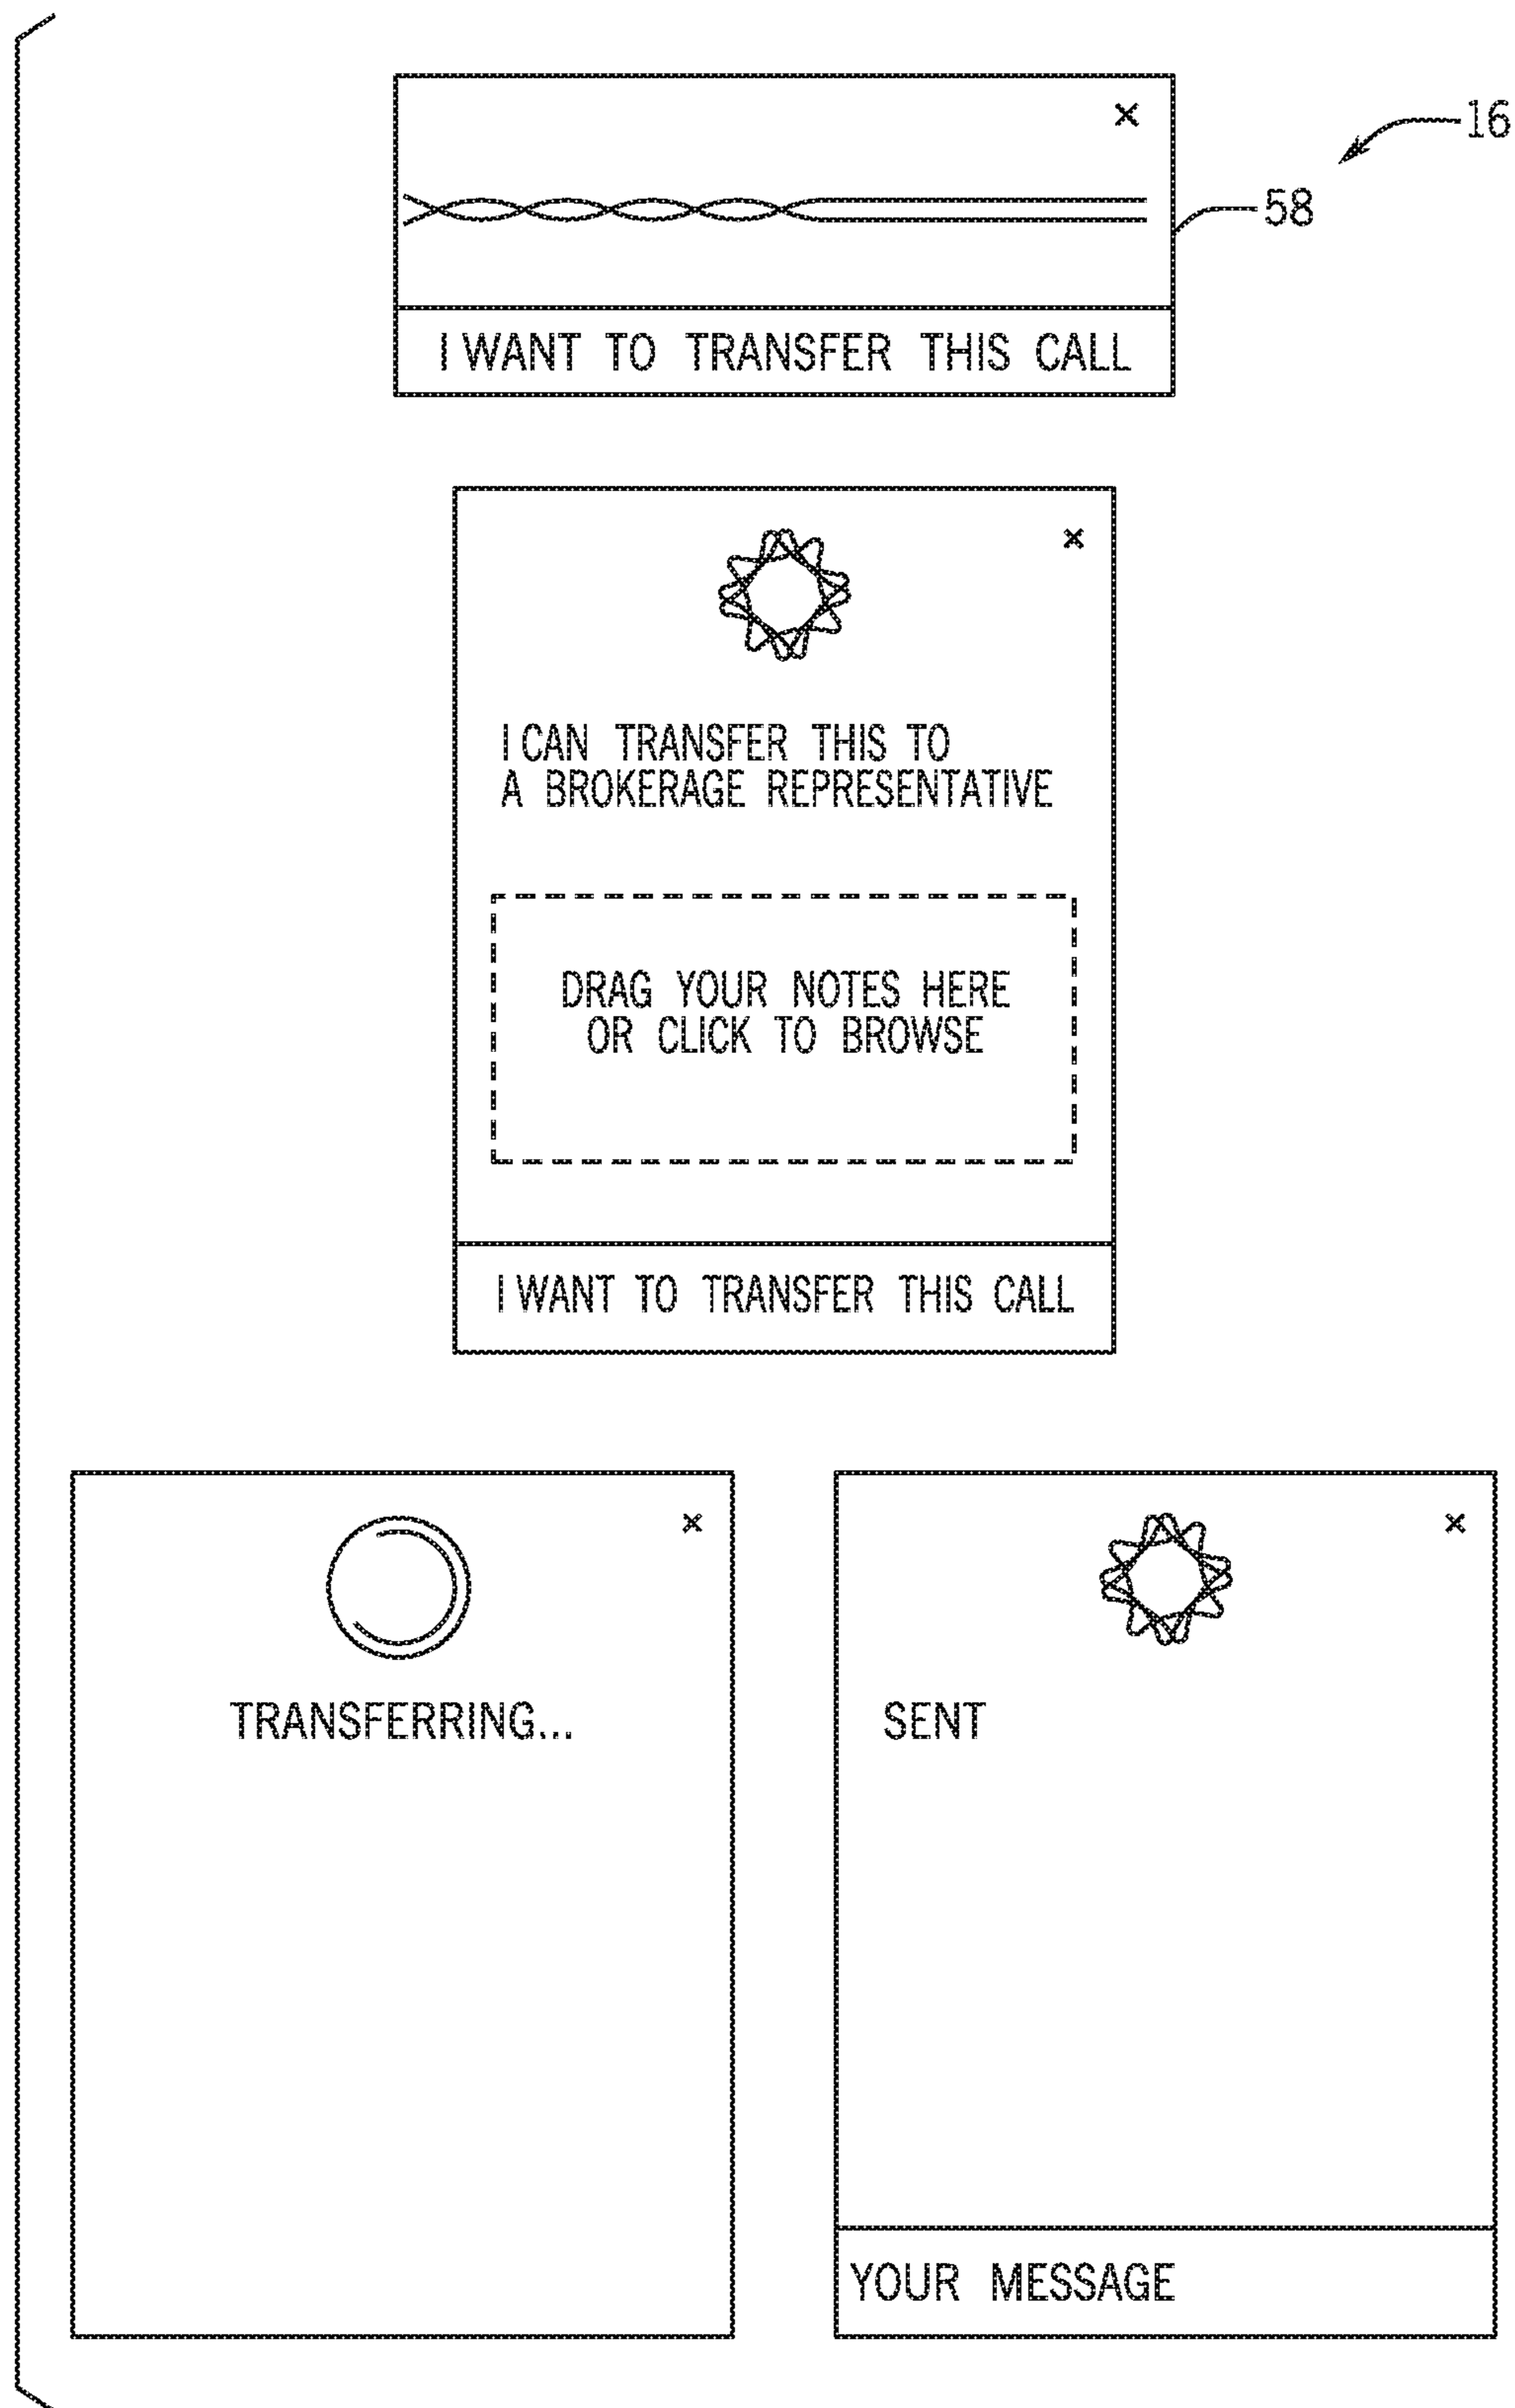 16
58
I WANT TO TRANSFER THIS CALL
I CAN TRANSFER THIS TO
A BROKERAGE REPRESENTATIVE
DRAG YOUR NOTES HERE
OR CLICK TO BROWSE
I WANT TO TRANSFER THIS CALL
TRANSFERRING...
SENT
YOUR MESSAGE